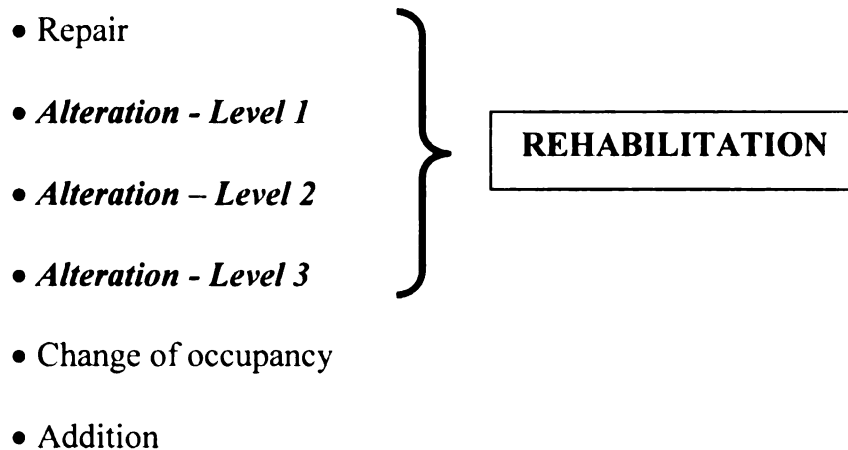 • Repair
• Alteration - Level 1
REHABILITATION
• Alteration – Level 2
• Alteration - Level 3
• Change of occupancy
• Addition